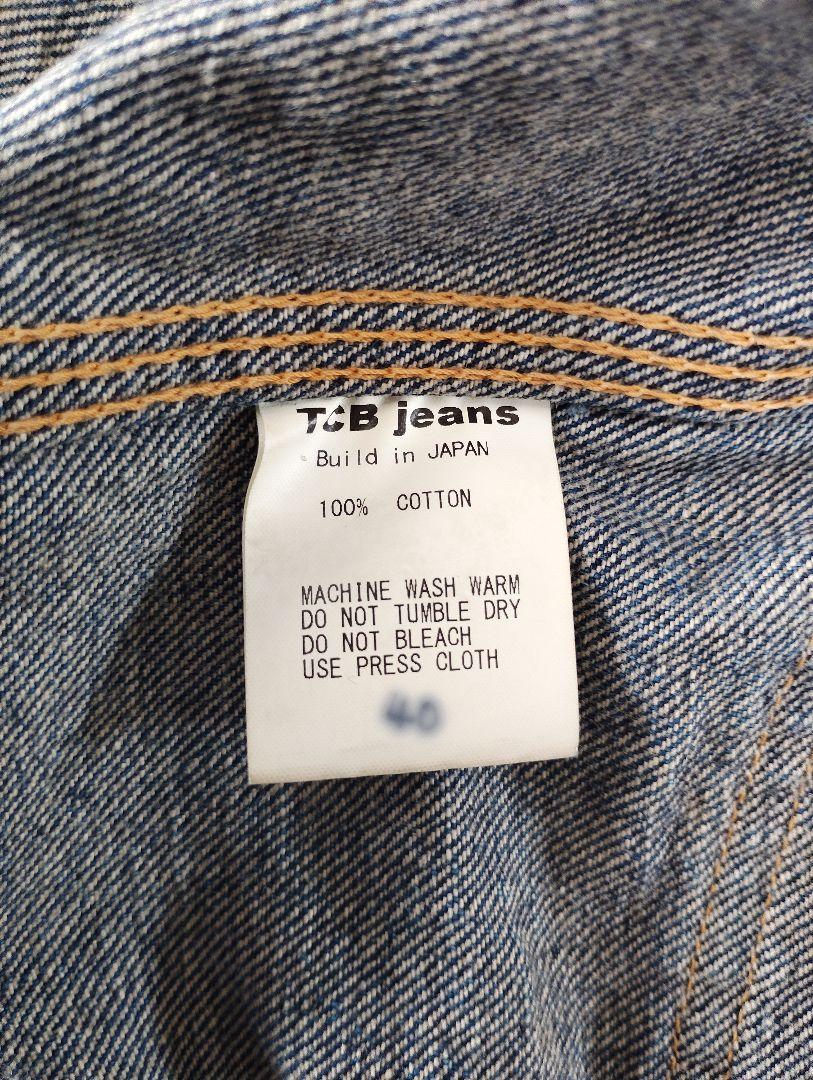 TCB jeans
Build in JAPAN
100% COTTON
MACHINE WASH WARM
DO NOT TUMBLE DRY
DO NOT BLEACH
USE PRESS CLOTH
40